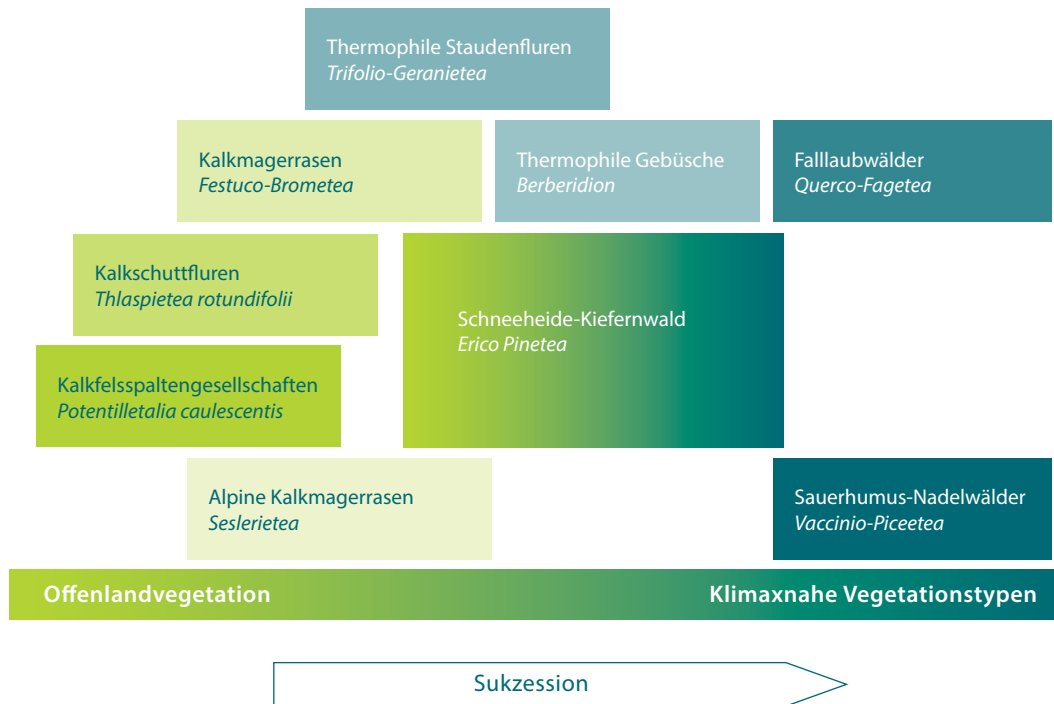 Thermophile Staudenfluren
Trifolio-Geranietea
Kalkmagerrasen
Festuco-Brometea
Thermophile Gebüsche
Berberidion
Falllaubwälder
Querco-Fagetea
Kalkschuttfluren
Thlaspietea rotundifolii
Schneeheide-Kiefernwald
Erico Pinetea
Kalkfelsspaltengesellschaften
Potentilletalia caulescentis
Alpine Kalkmagerrasen
Seslerietea
Sauerhumus-Nadelwälder
Vaccinio-Piceetea
Offenlandvegetation
Klimaxnahe Vegetationstypen
Sukzession